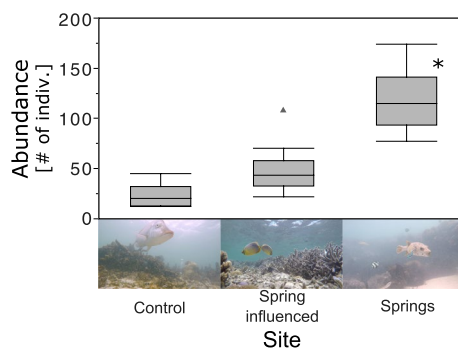 Abundance
[# of indiv.]
200
150
100
50
0
*
Control
Spring
influenced
Springs
Site